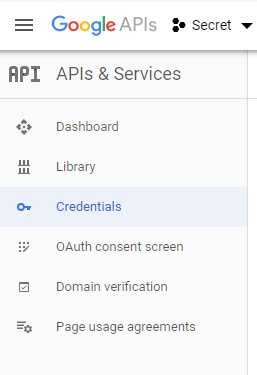 Google APIs Secret
API APIs & Services
Dashboard
Library
Credentials
OAuth consent screen
Domain verification
Page usage agreements